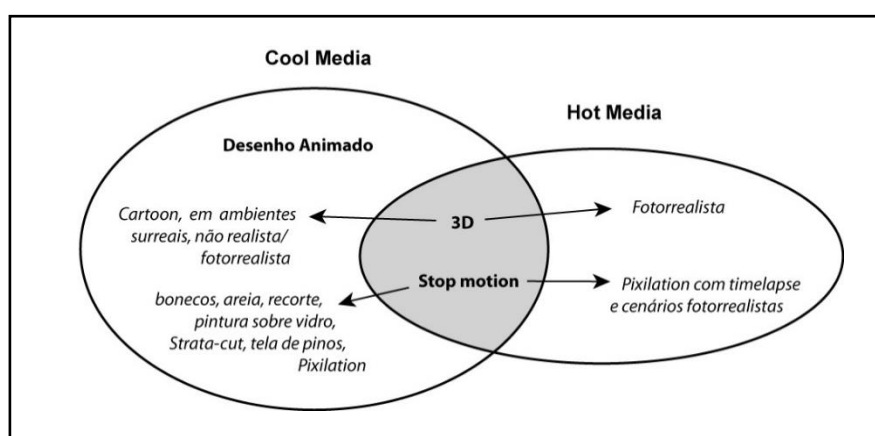 Cool Media
Hot Media
Desenho Animado
Cartoon, em ambientes
surreais, não realista/
fotorrealista
3D
Fotorrealista
Stop motion
bonecos, areia, recorte,
pintura sobre vidro,
Strata-cut, tela de pinos,
Pixilation
Pixilation com timelapse
e cenários fotorrealistas